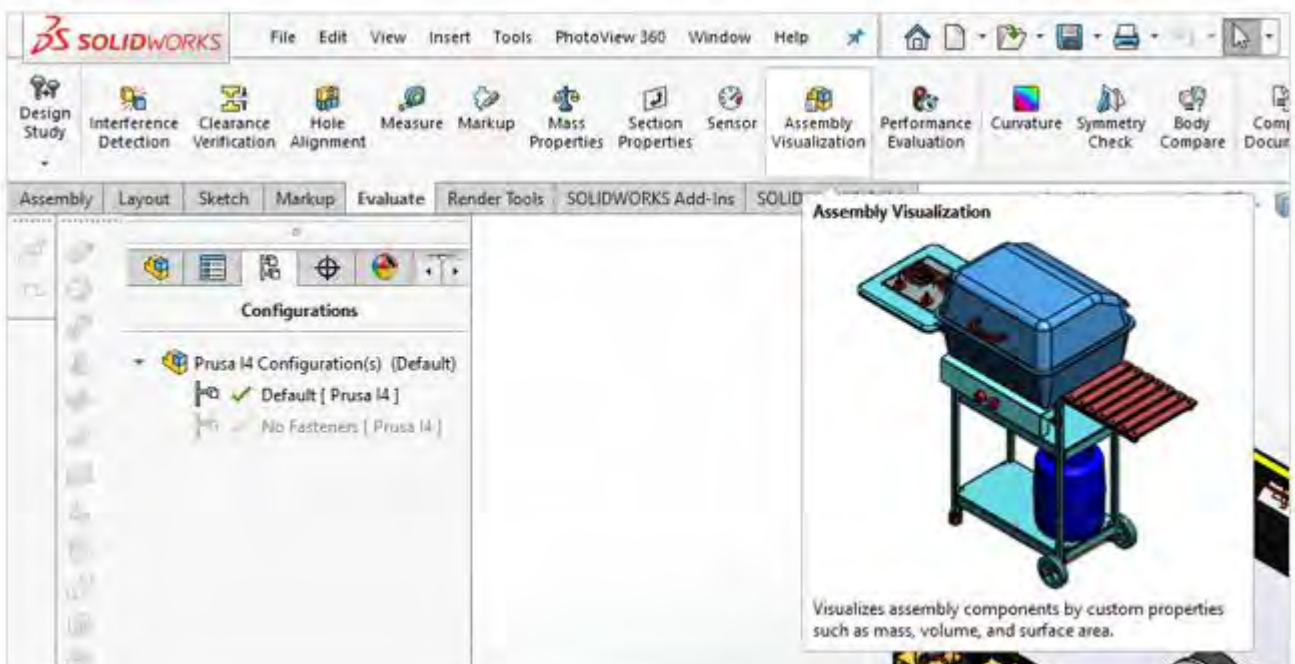 SOLIDWORKS File Edit View Insert Tools PhotoView 360 Window Help
Design Study
Interference Detection
Clearance Verification
Hole Alignment
Measure
Markup
Mass Properties
Section Properties
Sensor
Assembly Visualization
Performance Evaluation
Curvature
Symmetry Check
Body Compare
Assembly Layout Sketch Markup Evaluate Render Tools SOLIDWORKS Add-Ins
Assembly Visualization
Configurations
Prusa I4 Configuration(s) (Default)
Default [ Prusa I4 ]
No Fasteners [ Prusa I4 ]
Visualizes assembly components by custom properties
such as mass, volume, and surface area.